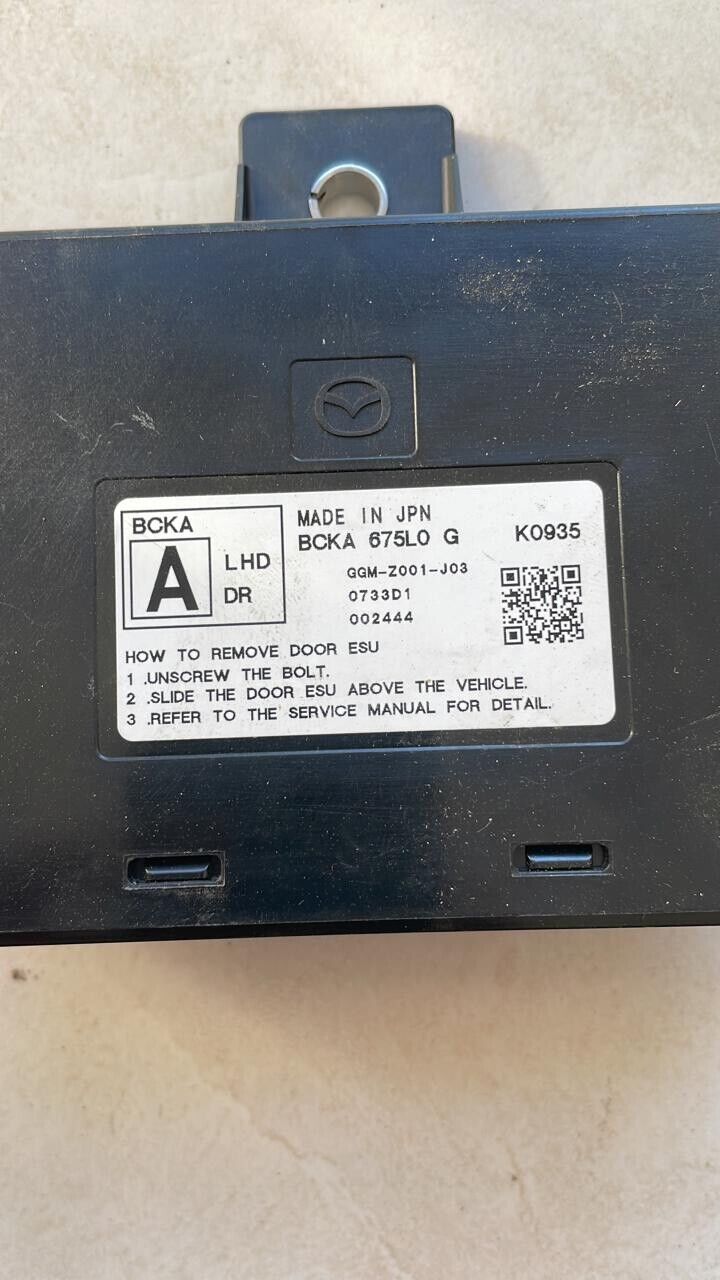 BCKA
A
LHD
DR
MADE IN JPN
BCKA 675L0 G K0935
GGM-Z001-J03
0733D1
002444
HOW TO REMOVE DOOR ESU
1 .UNSCREW THE BOLT.
2 .SLIDE THE DOOR ESU ABOVE THE VEHICLE.
3 .REFER TO THE SERVICE MANUAL FOR DETAIL.